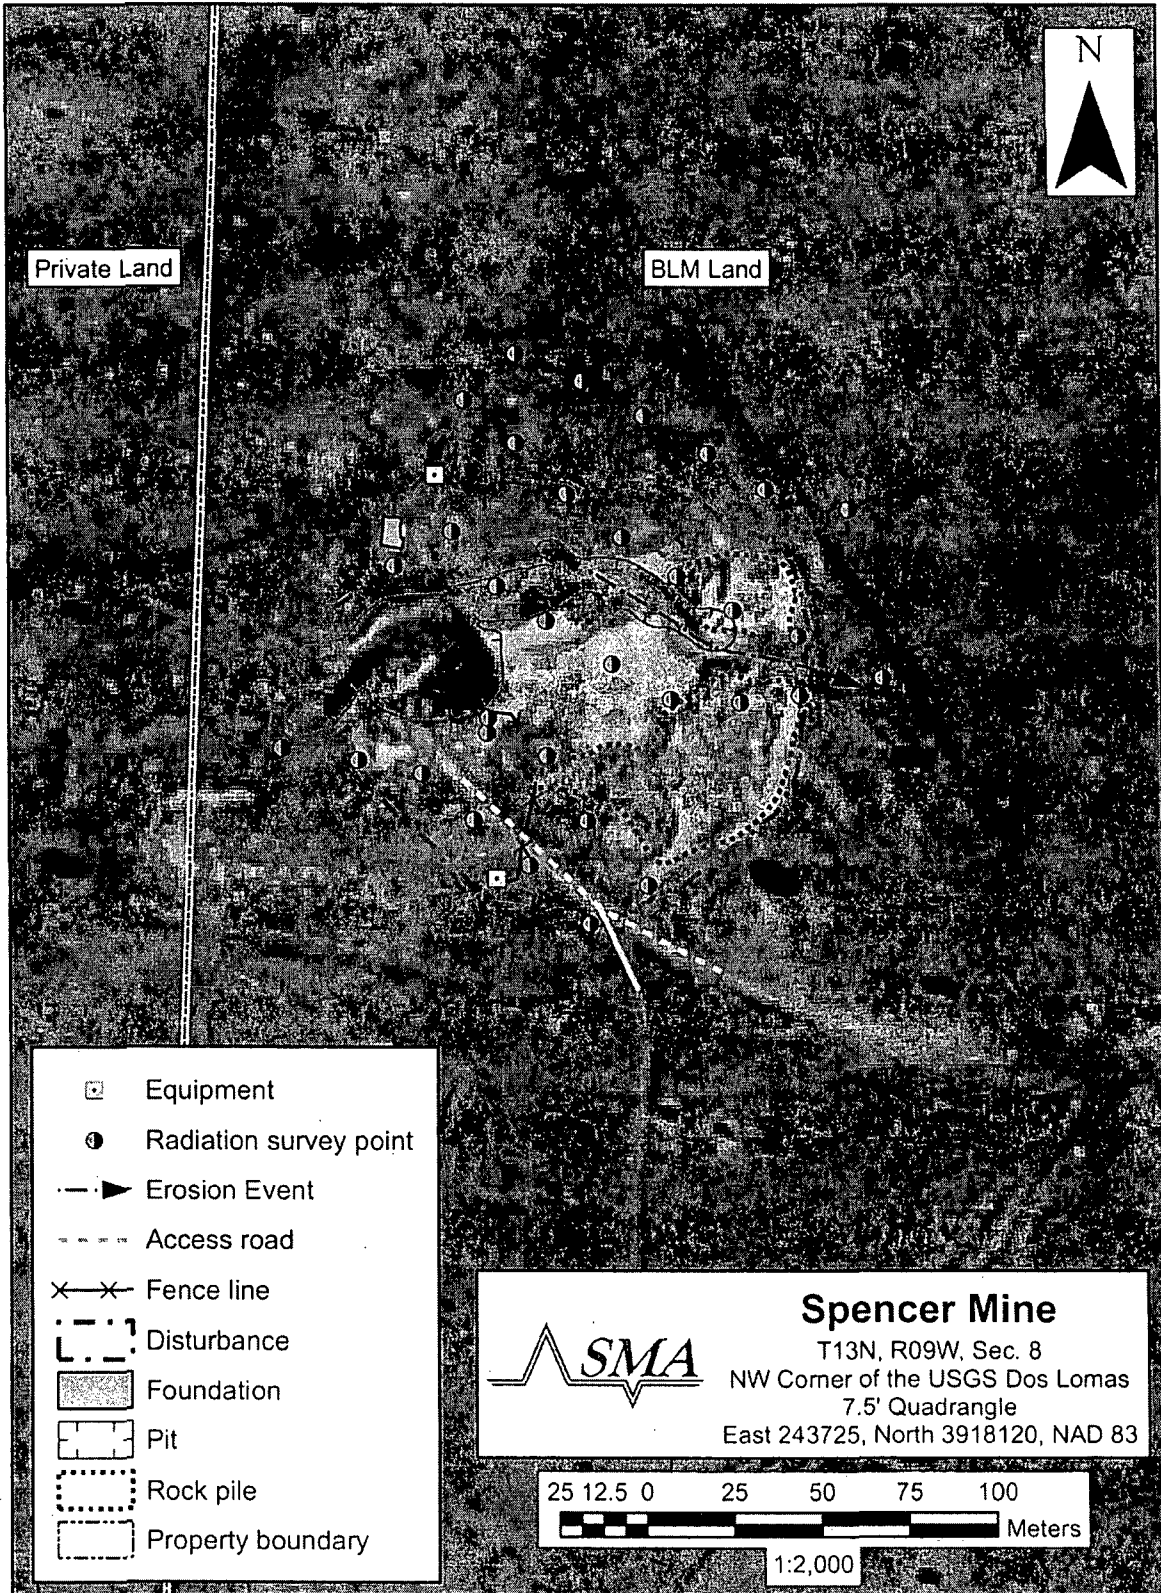 N
Private Land
BLM Land
Equipment
Radiation survey point
Erosion Event
Access road
Fence line
Disturbance
Foundation
Pit
Rock pile
Property boundary
SMA
Spencer Mine
T13N, R09W, Sec. 8
NW Corner of the USGS Dos Lomas
7.5' Quadrangle
East 243725, North 3918120, NAD 83
25 12.5 0 25 50 75 100
Meters
1:2,000